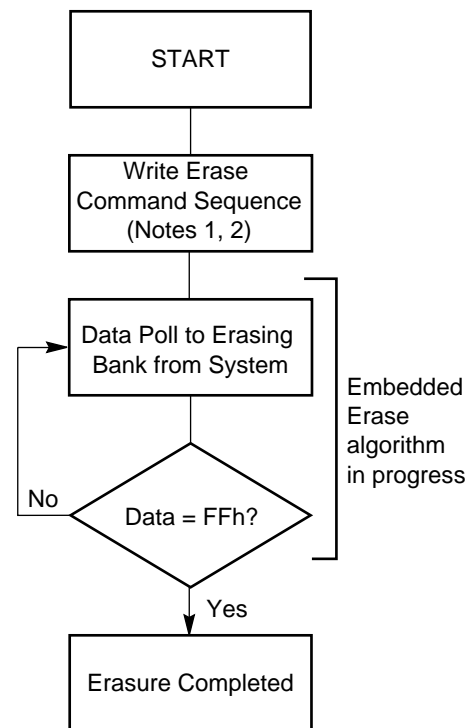 START
Write Erase
Command Sequence
(Notes 1, 2)
Data Poll to Erasing
Bank from System
Embedded
Erase
algorithm
in progress
No
Data = FFh?
Yes
Erasure Completed